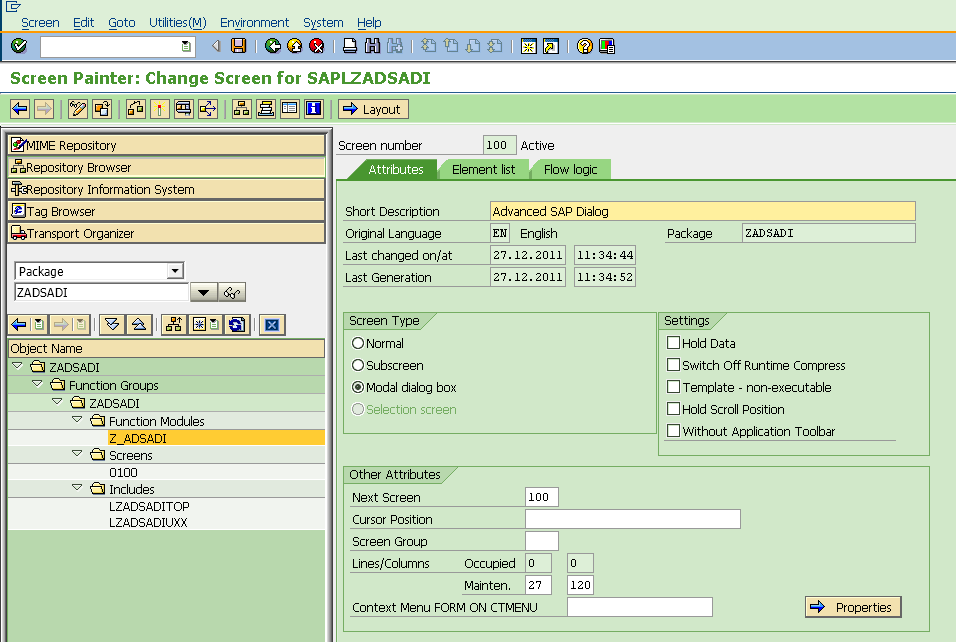 Screen Edit Goto Utilities(M) Environment System Help
Screen Painter: Change Screen for SAPLZADSADI
Layout
MIME Repository
Repository Browser
Repository Information System
Tag Browser
Transport Organizer
Package
ZADSADI
Object Name
ZADSADI
Function Groups
ZADSADI
Function Modules
Z_ADSADI
Screens
0100
Includes
LZADSADITOP
LZADSADIUXX
Screen number 100 Active
Attributes Element list Flow logic
Short Description Advanced SAP Dialog
Original Language EN English Package ZADSADI
Last changed on/at 27.12.2011 11:34:44
Last Generation 27.12.2011 11:34:52
Screen Type
Normal
Subscreen
Modal dialog box
Selection screen
Settings
Hold Data
Switch Off Runtime Compress
Template - non-executable
Hold Scroll Position
Without Application Toolbar
Other Attributes
Next Screen 100
Cursor Position
Screen Group
Lines/Columns Occupied 0 0
Mainten. 27 120
Context Menu FORM ON CTMENU
Properties